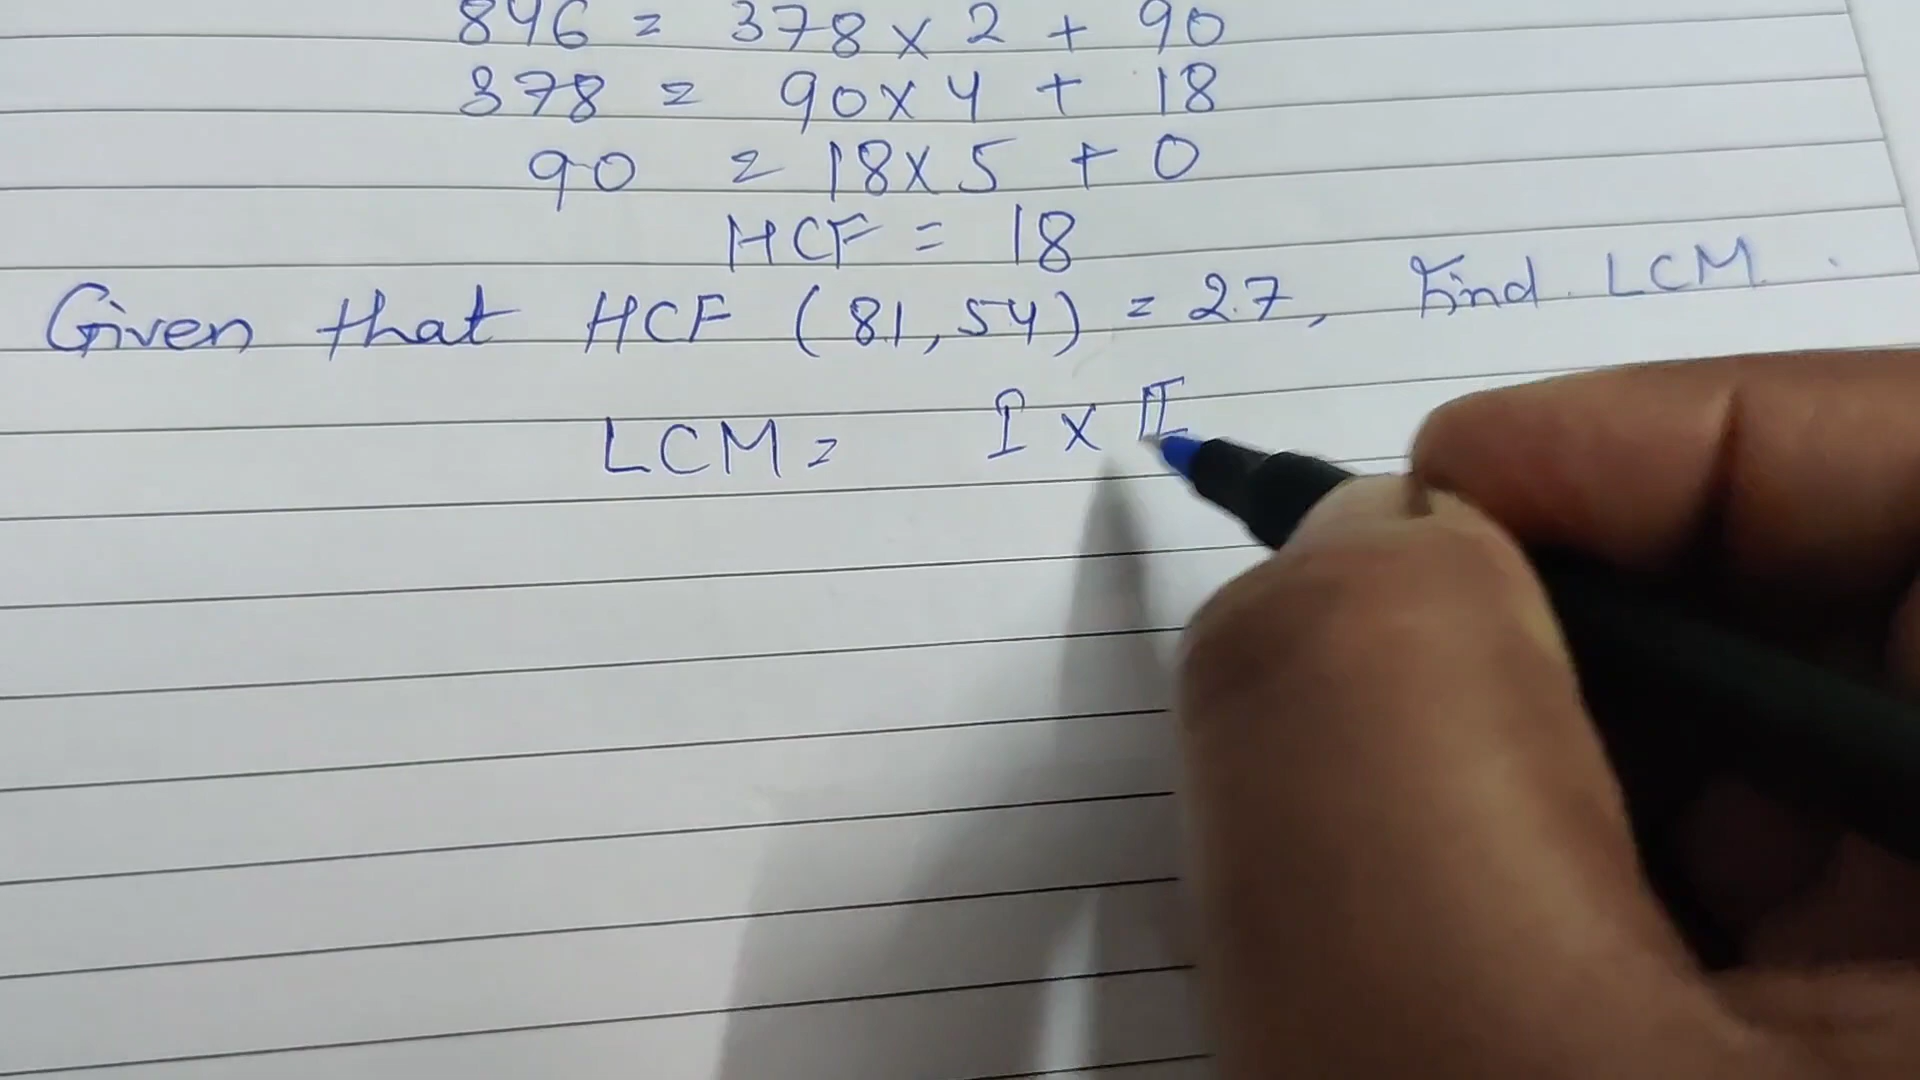 846 = 378 × 2 + 90
378 = 90 × 4 + 18
90 = 18 × 5 + 0
HCF = 18
Given that HCF (81, 54) = 27, Find LCM.
LCM = I × II